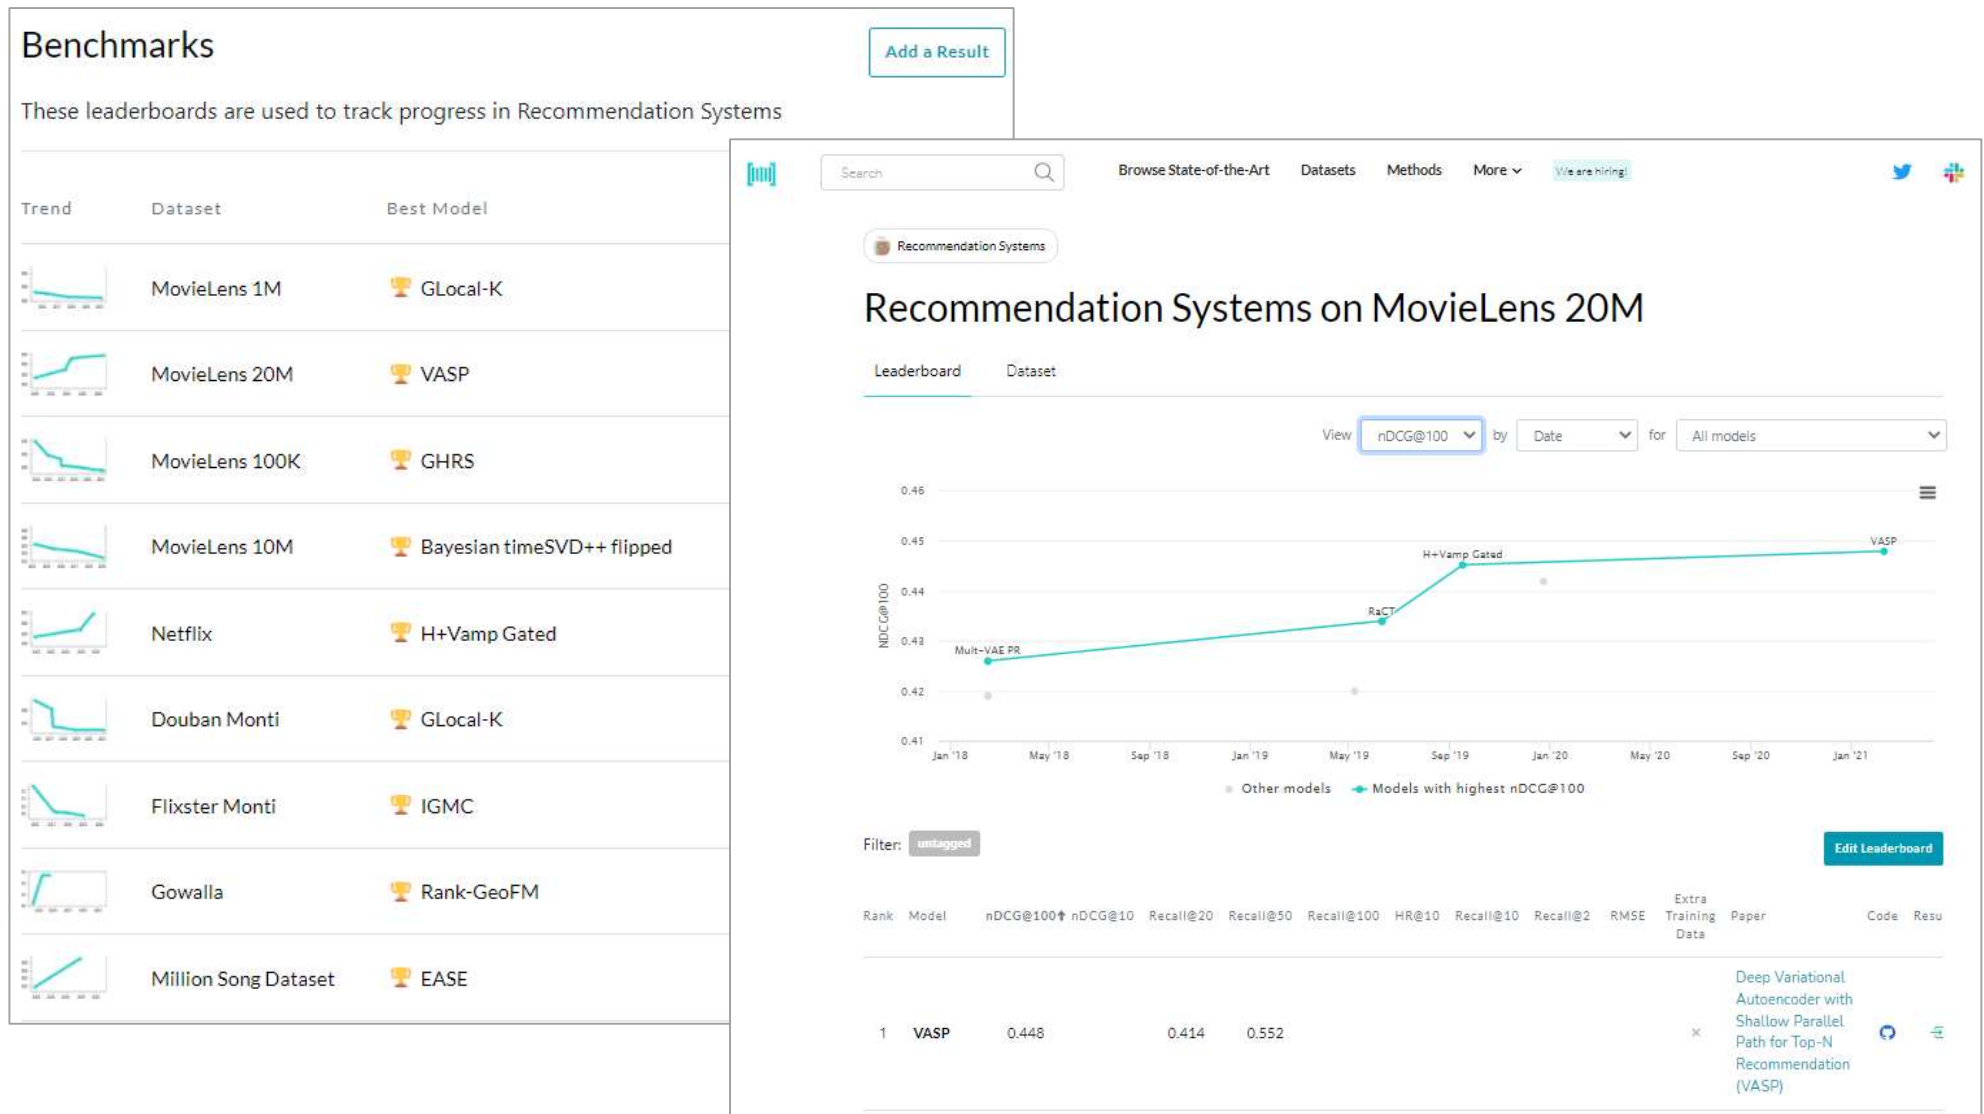 Benchmarks
Add a Result
These leaderboards are used to track progress in Recommendation Systems
Trend Dataset Best Model
MovieLens 1M GLocal-K
MovieLens 20M VASP
MovieLens 100K GHRS
MovieLens 10M Bayesian timeSVD++ flipped
Netflix H+Vamp Gated
Douban Monti GLocal-K
Flixster Monti IGMC
Gowalla Rank-GeoFM
Million Song Dataset EASE
Search Browse State-of-the-Art Datasets Methods More We are hiring!
Recommendation Systems
Recommendation Systems on MovieLens 20M
Leaderboard Dataset
View nDCG@100 by Date for All models
NDCG@100
0.46
0.45
0.44
0.43
0.42
0.41
Mult-VAE PR
RaCT
H+Vamp Gated
VASP
Jan '18 May '18 Sep '18 Jan '19 May '19 Sep '19 Jan '20 May '20 Sep '20 Jan '21
Other models Models with highest nDCG@100
Filter: untagged Edit Leaderboard
Rank Model nDCG@100 nDCG@10 Recall@20 Recall@50 Recall@100 HR@10 Recall@10 Recall@2 RMSE Extra Training Data Paper Code Resu
1 VASP 0.448 0.414 0.552
Deep Variational
Autoencoder with
Shallow Parallel
Path for Top-N
Recommendation
(VASP)